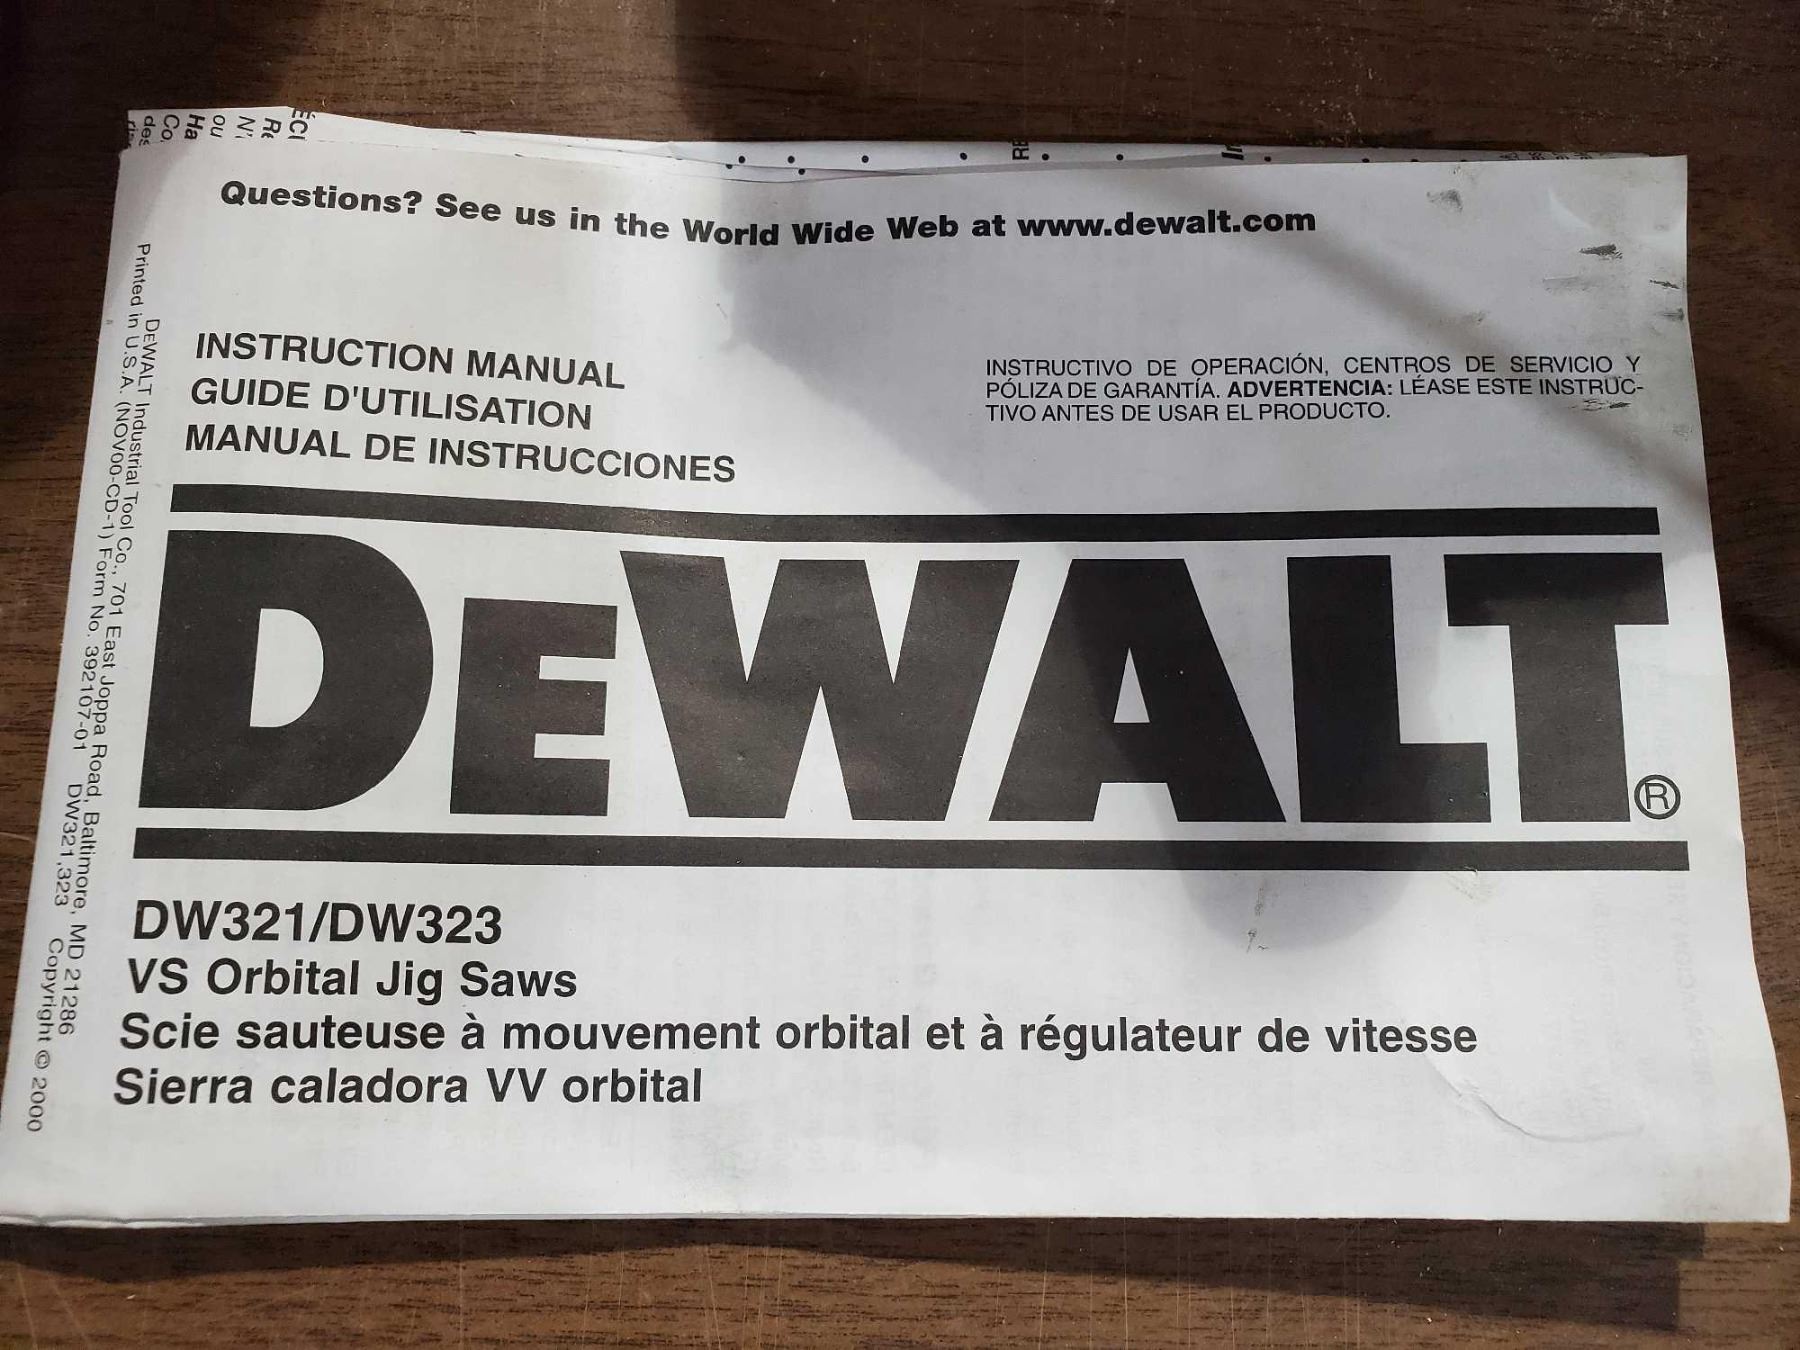 Questions? See us in the World Wide Web at www.dewalt.com
INSTRUCTION MANUAL
GUIDE D'UTILISATION
MANUAL DE INSTRUCCIONES
INSTRUCTIVO DE OPERACIÓN, CENTROS DE SERVICIO Y
PÓLIZA DE GARANTÍA. ADVERTENCIA: LÉASE ESTE INSTRUC-
TIVO ANTES DE USAR EL PRODUCTO.
DEWALT®
DW321/DW323
VS Orbital Jig Saws
Scie sauteuse à mouvement orbital et à régulateur de vitesse
Sierra caladora VV orbital
DEWALT Industrial Tool Co., 701 East Joppa Road, Baltimore, MD 21286
Printed in U.S.A. (NOV00-CD-1) Form No. 392107-01 DW321,323 Copyright © 2000